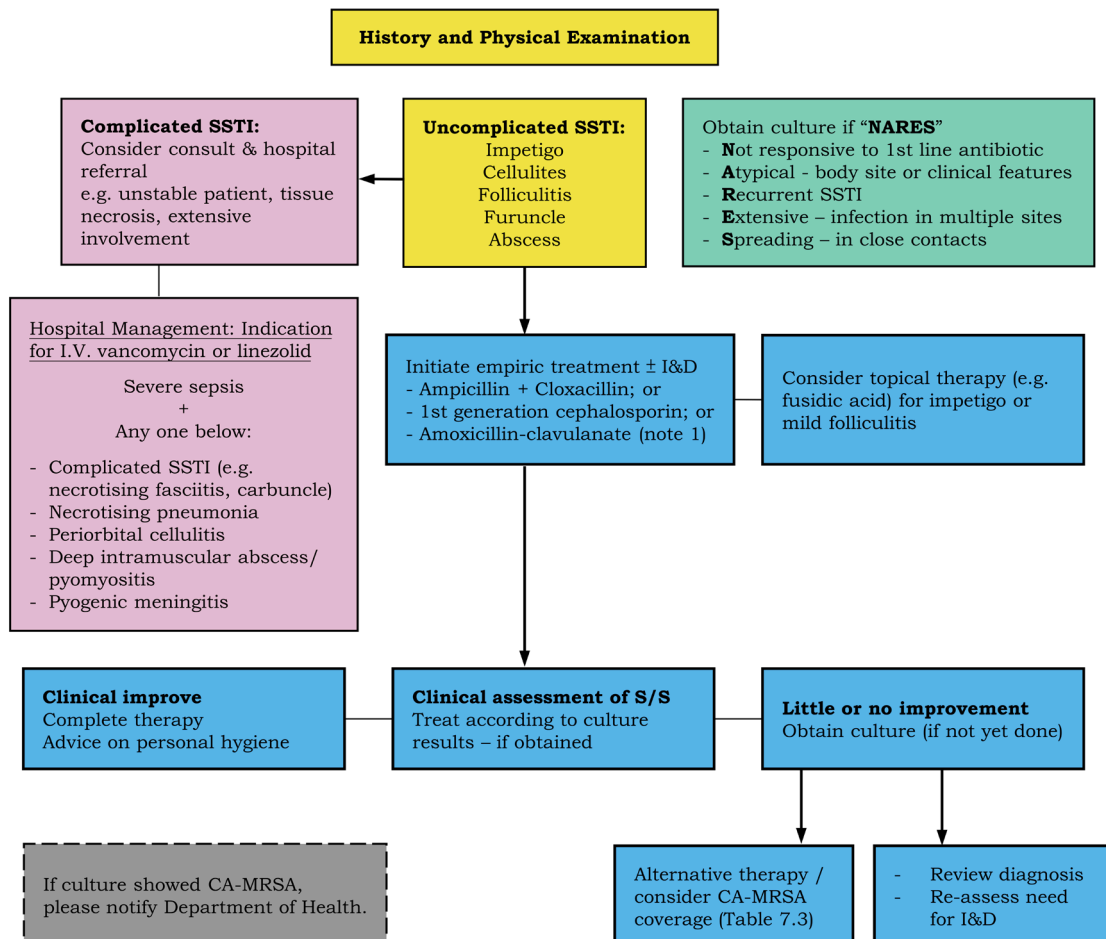 History and Physical Examination
Complicated SSTI:
Consider consult & hospital
referral
e.g. unstable patient, tissue
necrosis, extensive
involvement
Uncomplicated SSTI:
Impetigo
Cellulites
Folliculitis
Furuncle
Abscess
Obtain culture if “NARES”
- Not responsive to 1st line antibiotic
- Atypical - body site or clinical features
- Recurrent SSTI
- Extensive – infection in multiple sites
- Spreading – in close contacts
Hospital Management: Indication
for I.V. vancomycin or linezolid
Severe sepsis
+
Any one below:
- Complicated SSTI (e.g.
necrotising fasciitis, carbuncle)
- Necrotising pneumonia
- Periorbital cellulitis
- Deep intramuscular abscess/
pyomyositis
- Pyogenic meningitis
Initiate empiric treatment ± I&D
- Ampicillin + Cloxacillin; or
- 1st generation cephalosporin; or
- Amoxicillin-clavulanate (note 1)
Consider topical therapy (e.g.
fusidic acid) for impetigo or
mild folliculitis
Clinical improve
Complete therapy
Advice on personal hygiene
Clinical assessment of S/S
Treat according to culture
results – if obtained
Little or no improvement
Obtain culture (if not yet done)
If culture showed CA-MRSA,
please notify Department of Health.
Alternative therapy /
consider CA-MRSA
coverage (Table 7.3)
- Review diagnosis
- Re-assess need
for I&D